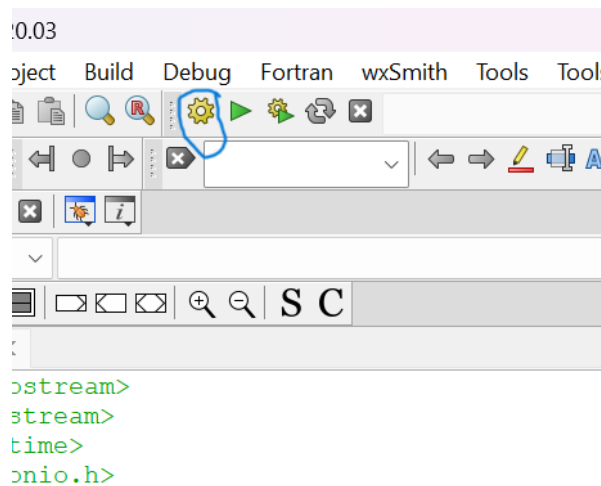 20.03
oject Build Debug Fortran wxSmith Tools Tools
R
A
i
S C
ostream>
stream>
time>
onio.h>